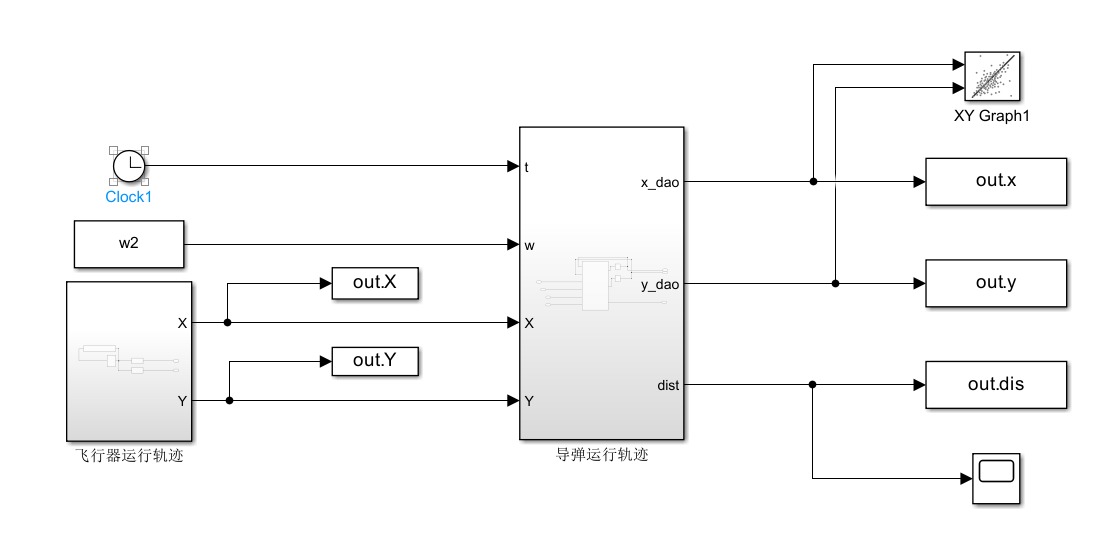 XY Graph1
Clock1
t
x_dao
out.x
w2
w
out.X
y_dao
out.y
X
X
out.Y
dist
out.dis
Y
Y
飞行器运行轨迹
导弹运行轨迹